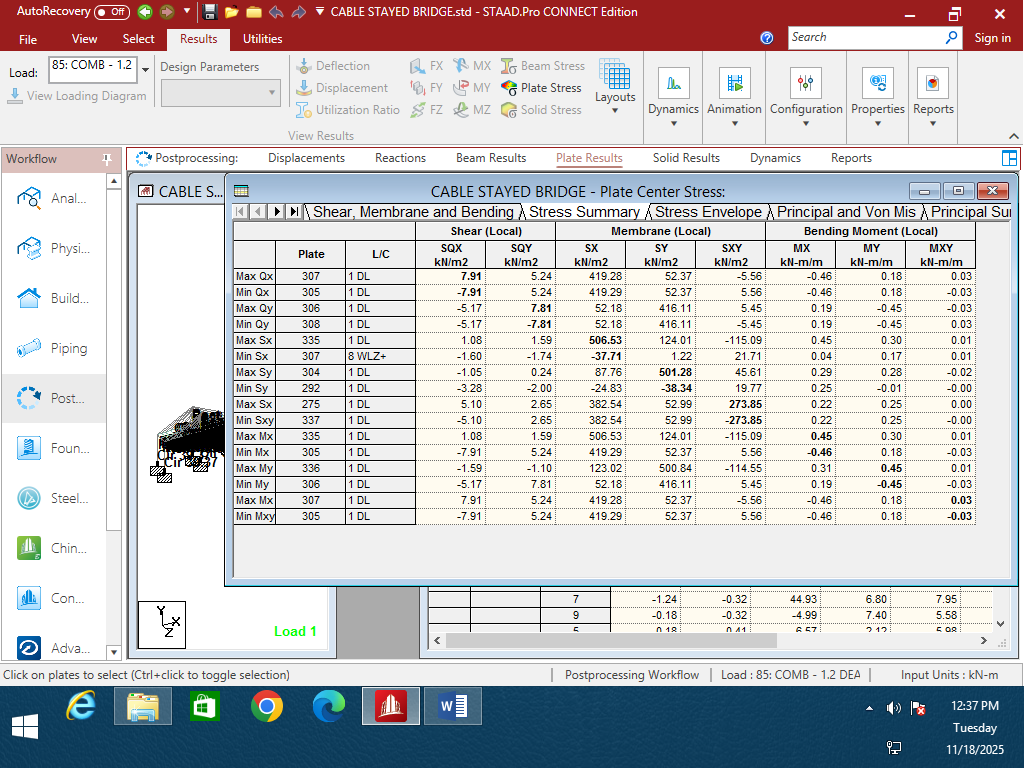 AutoRecovery Off CABLE STAYED BRIDGE.std - STAAD.Pro CONNECT Edition
File View Select Results Utilities Search Sign in
Load: 85: COMB - 1.2 Design Parameters
View Loading Diagram
Deflection FX MX Beam Stress
Displacement FY MY Plate Stress
Utilization Ratio FZ MZ Solid Stress
View Results
Layouts Dynamics Animation Configuration Properties Reports
Workflow
Postprocessing: Displacements Reactions Beam Results Plate Results Solid Results Dynamics Reports
Anal...
Physi...
Build...
Piping
Post...
Foun...
Steel...
Chin...
Con...
Adva...
CABLE S...
CABLE STAYED BRIDGE - Plate Center Stress:
Shear, Membrane and Bending Stress Summary Stress Envelope Principal and Von Mis Principal Sur
Shear (Local) Membrane (Local) Bending Moment (Local)
Plate L/C SQX kN/m2 SQY kN/m2 SX kN/m2 SY kN/m2 SXY kN/m2 MX kN-m/m MY kN-m/m MXY kN-m/m
Max Qx 307 1 DL 7.91 5.24 419.28 52.37 -5.56 -0.46 0.18 0.03
Min Qx 305 1 DL -7.91 5.24 419.29 52.37 5.56 -0.46 0.18 -0.03
Max Qy 306 1 DL -5.17 7.81 52.18 416.11 5.45 0.19 -0.45 -0.03
Min Qy 308 1 DL -5.17 -7.81 52.18 416.11 -5.45 0.19 -0.45 0.03
Max Sx 335 1 DL 1.08 1.59 506.53 124.01 -115.09 0.45 0.30 0.01
Min Sx 307 8 WLZ+ -1.60 -1.74 -37.71 1.22 21.71 0.04 0.17 0.01
Max Sy 304 1 DL -1.05 0.24 87.76 501.28 45.61 0.29 0.28 -0.02
Min Sy 292 1 DL -3.28 -2.00 -24.83 -38.34 19.77 0.25 -0.01 -0.00
Max Sx 275 1 DL 5.10 2.65 382.54 52.99 273.85 0.22 0.25 0.00
Min Sxy 337 1 DL -5.10 2.65 382.54 52.99 -273.85 0.22 0.25 -0.00
Max Mx 335 1 DL 1.08 1.59 506.53 124.01 -115.09 0.45 0.30 0.01
Min Mx 305 1 DL -7.91 5.24 419.29 52.37 5.56 -0.46 0.18 -0.03
Max My 336 1 DL -1.59 -1.10 123.02 500.84 -114.55 0.31 0.45 0.01
Min My 306 1 DL -5.17 7.81 52.18 416.11 5.45 0.19 -0.45 -0.03
Max Mx 307 1 DL 7.91 5.24 419.28 52.37 -5.56 -0.46 0.18 0.03
Min Mxy 305 1 DL -7.91 5.24 419.29 52.37 5.56 -0.46 0.18 -0.03
7 -1.24 -0.32 44.93 6.80 7.95
9 -0.18 -0.32 -4.99 7.40 5.58
Y X Z
Load 1
Click on plates to select (Ctrl+click to toggle selection) Postprocessing Workflow Load : 85: COMB - 1.2 DEA Input Units : kN-m
12:37 PM
Tuesday
11/18/2025